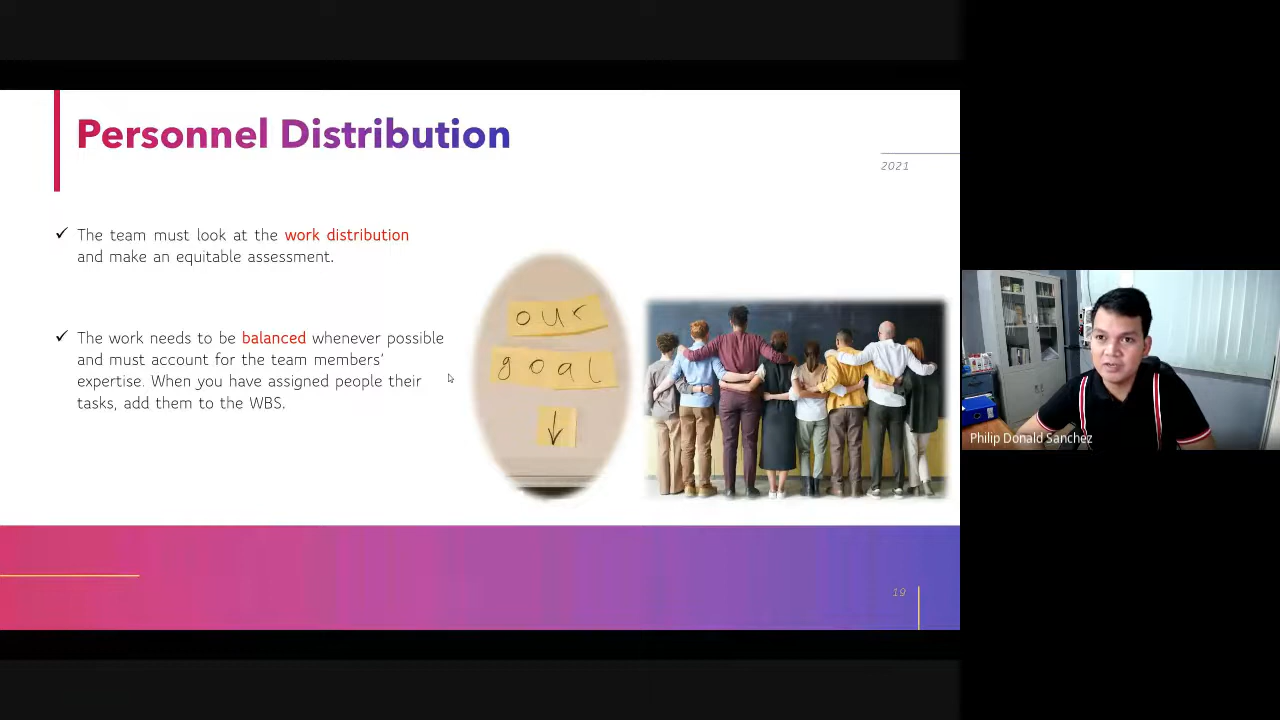 Personnel Distribution
2021
✓ The team must look at the work distribution
and make an equitable assessment.
✓ The work needs to be balanced whenever possible
and must account for the team members’
expertise. When you have assigned people their
tasks, add them to the WBS.
our
goal
↓
Philip Donald Sanchez
19